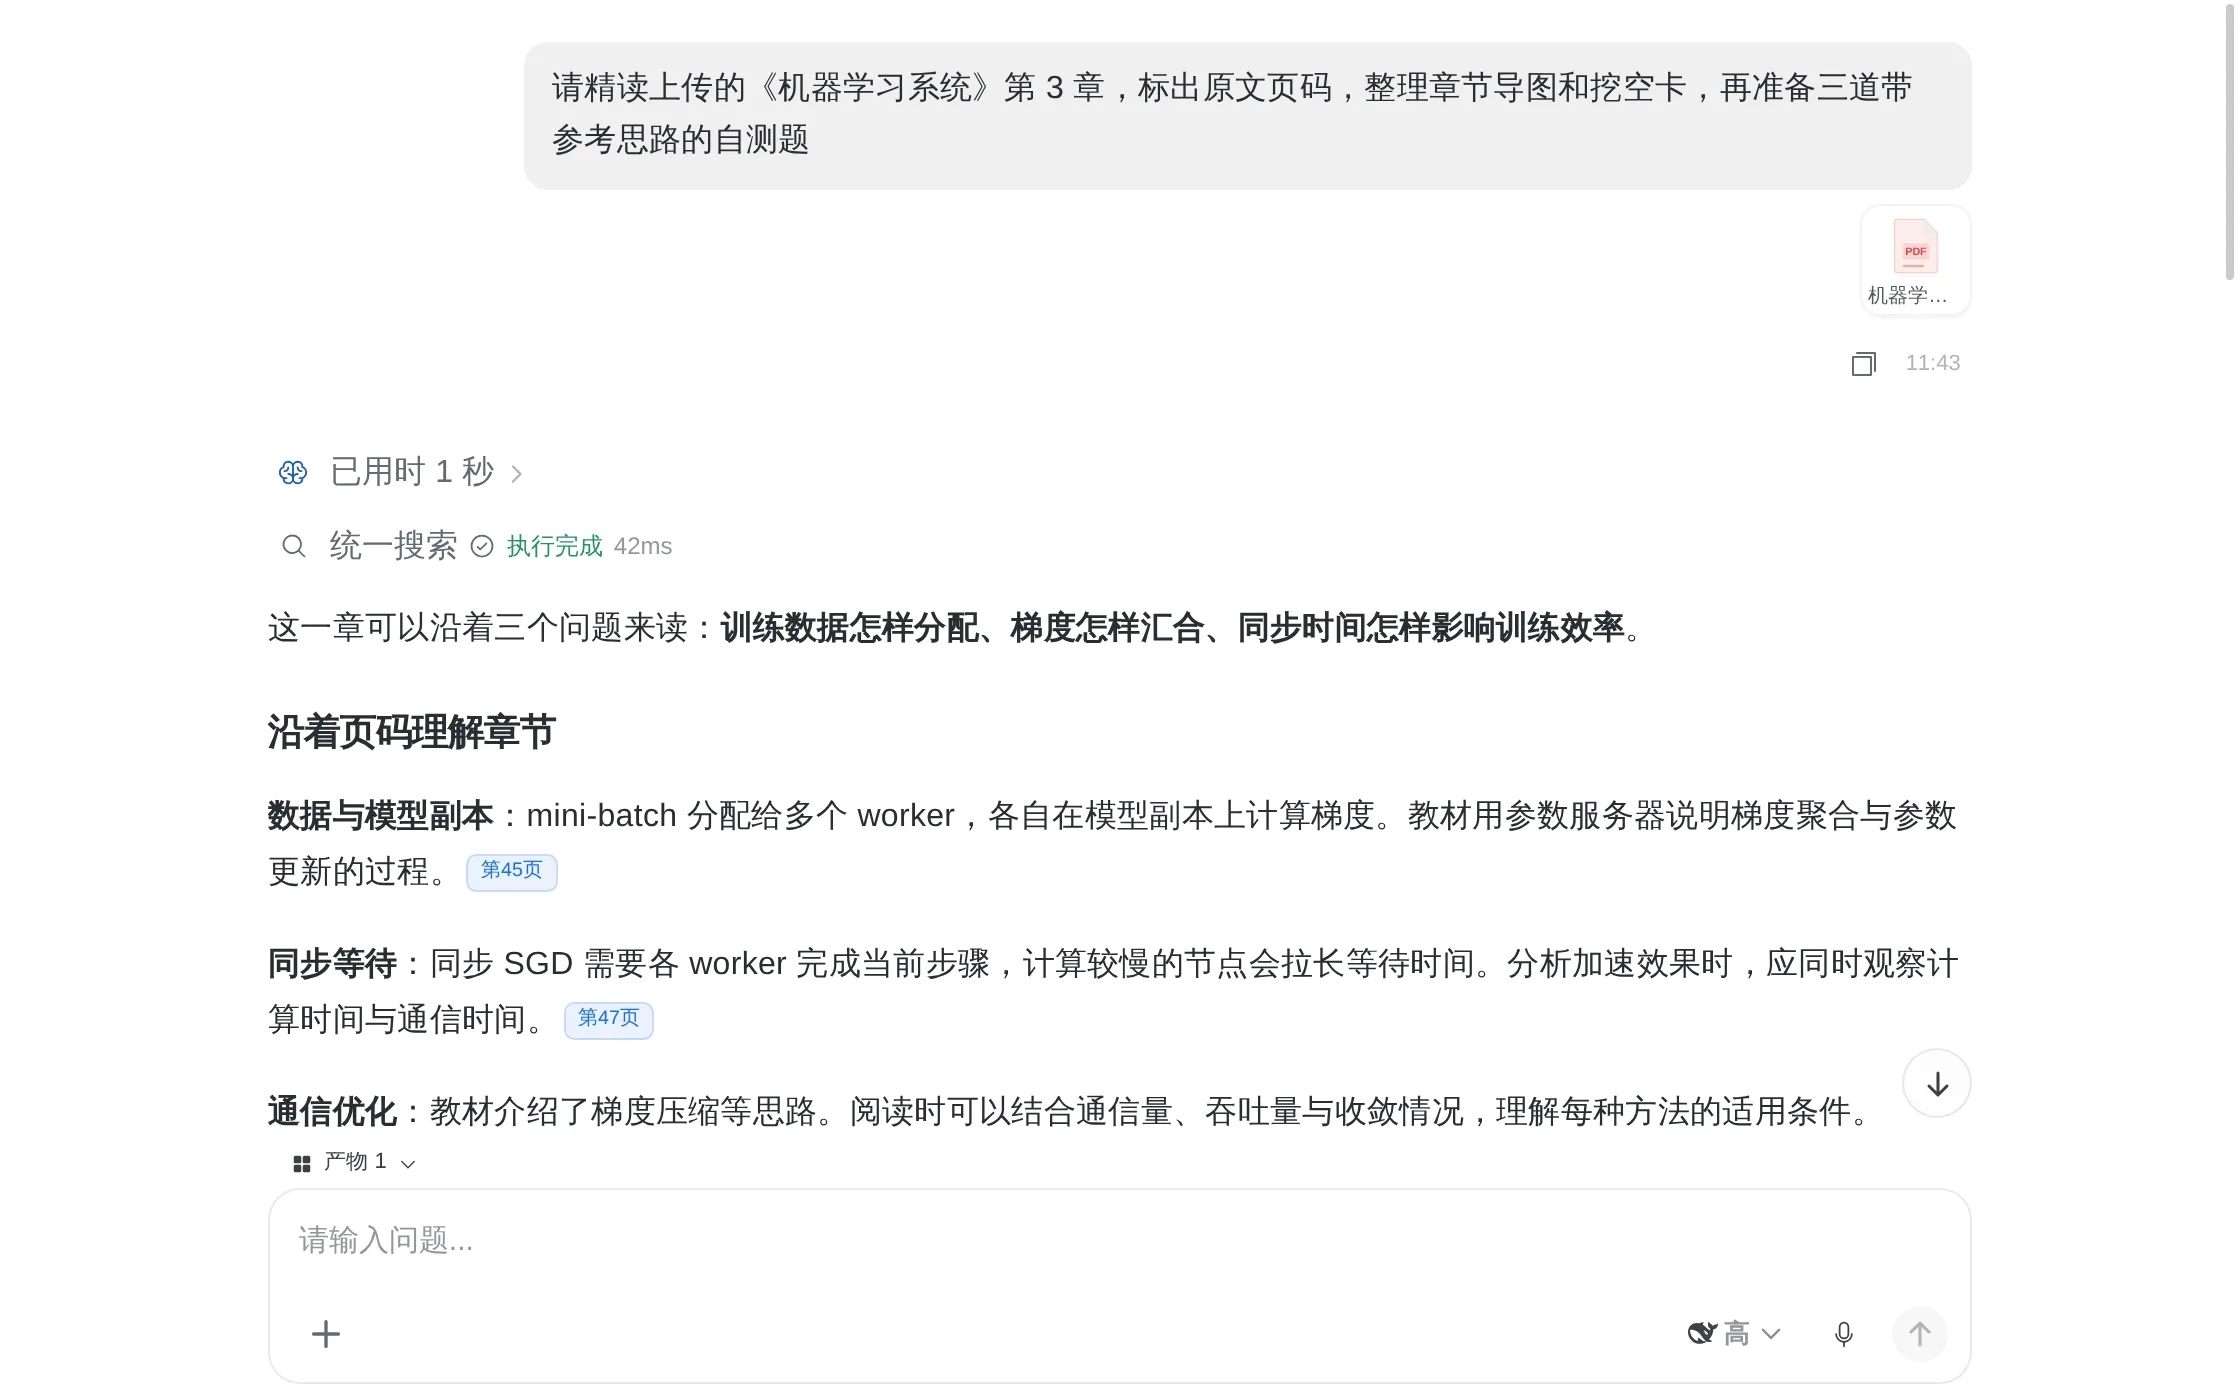 请精读上传的《机器学习系统》第 3 章，标出原文页码，整理章节导图和挖空卡，再准备三道带
参考思路的自测题
PDF
机器学...
11:43
已用时 1 秒
统一搜索 执行完成 42ms
这一章可以沿着三个问题来读：训练数据怎样分配、梯度怎样汇合、同步时间怎样影响训练效率。
沿着页码理解章节
数据与模型副本：mini-batch 分配给多个 worker，各自在模型副本上计算梯度。教材用参数服务器说明梯度聚合与参数
更新的过程。 第45页
同步等待：同步 SGD 需要各 worker 完成当前步骤，计算较慢的节点会拉长等待时间。分析加速效果时，应同时观察计
算时间与通信时间。 第47页
通信优化：教材介绍了梯度压缩等思路。阅读时可以结合通信量、吞吐量与收敛情况，理解每种方法的适用条件。
产物 1
请输入问题...
高